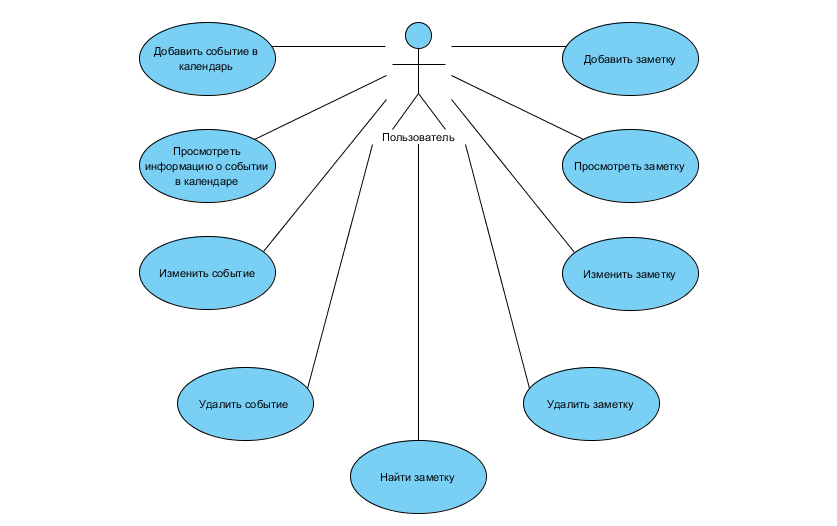 Добавить событие в
календарь
Добавить заметку
Пользователь
Просмотреть
информацию о событии
в календаре
Просмотреть заметку
Изменить событие
Изменить заметку
Удалить событие
Удалить заметку
Найти заметку